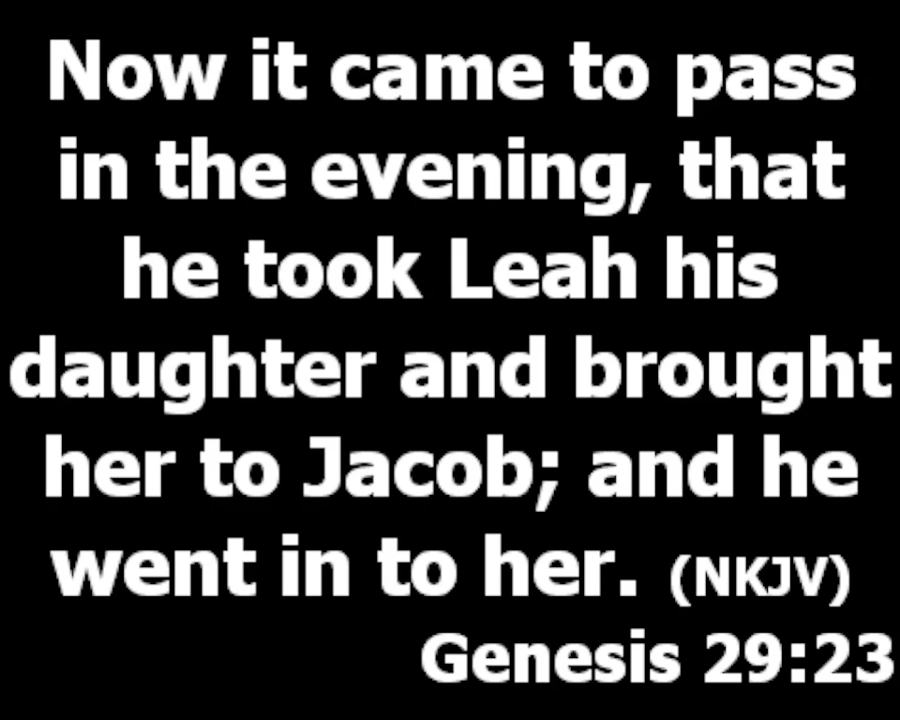 Now it came to pass
in the evening, that
he took Leah his
daughter and brought
her to Jacob; and he
went in to her. (NKJV)
Genesis 29:23